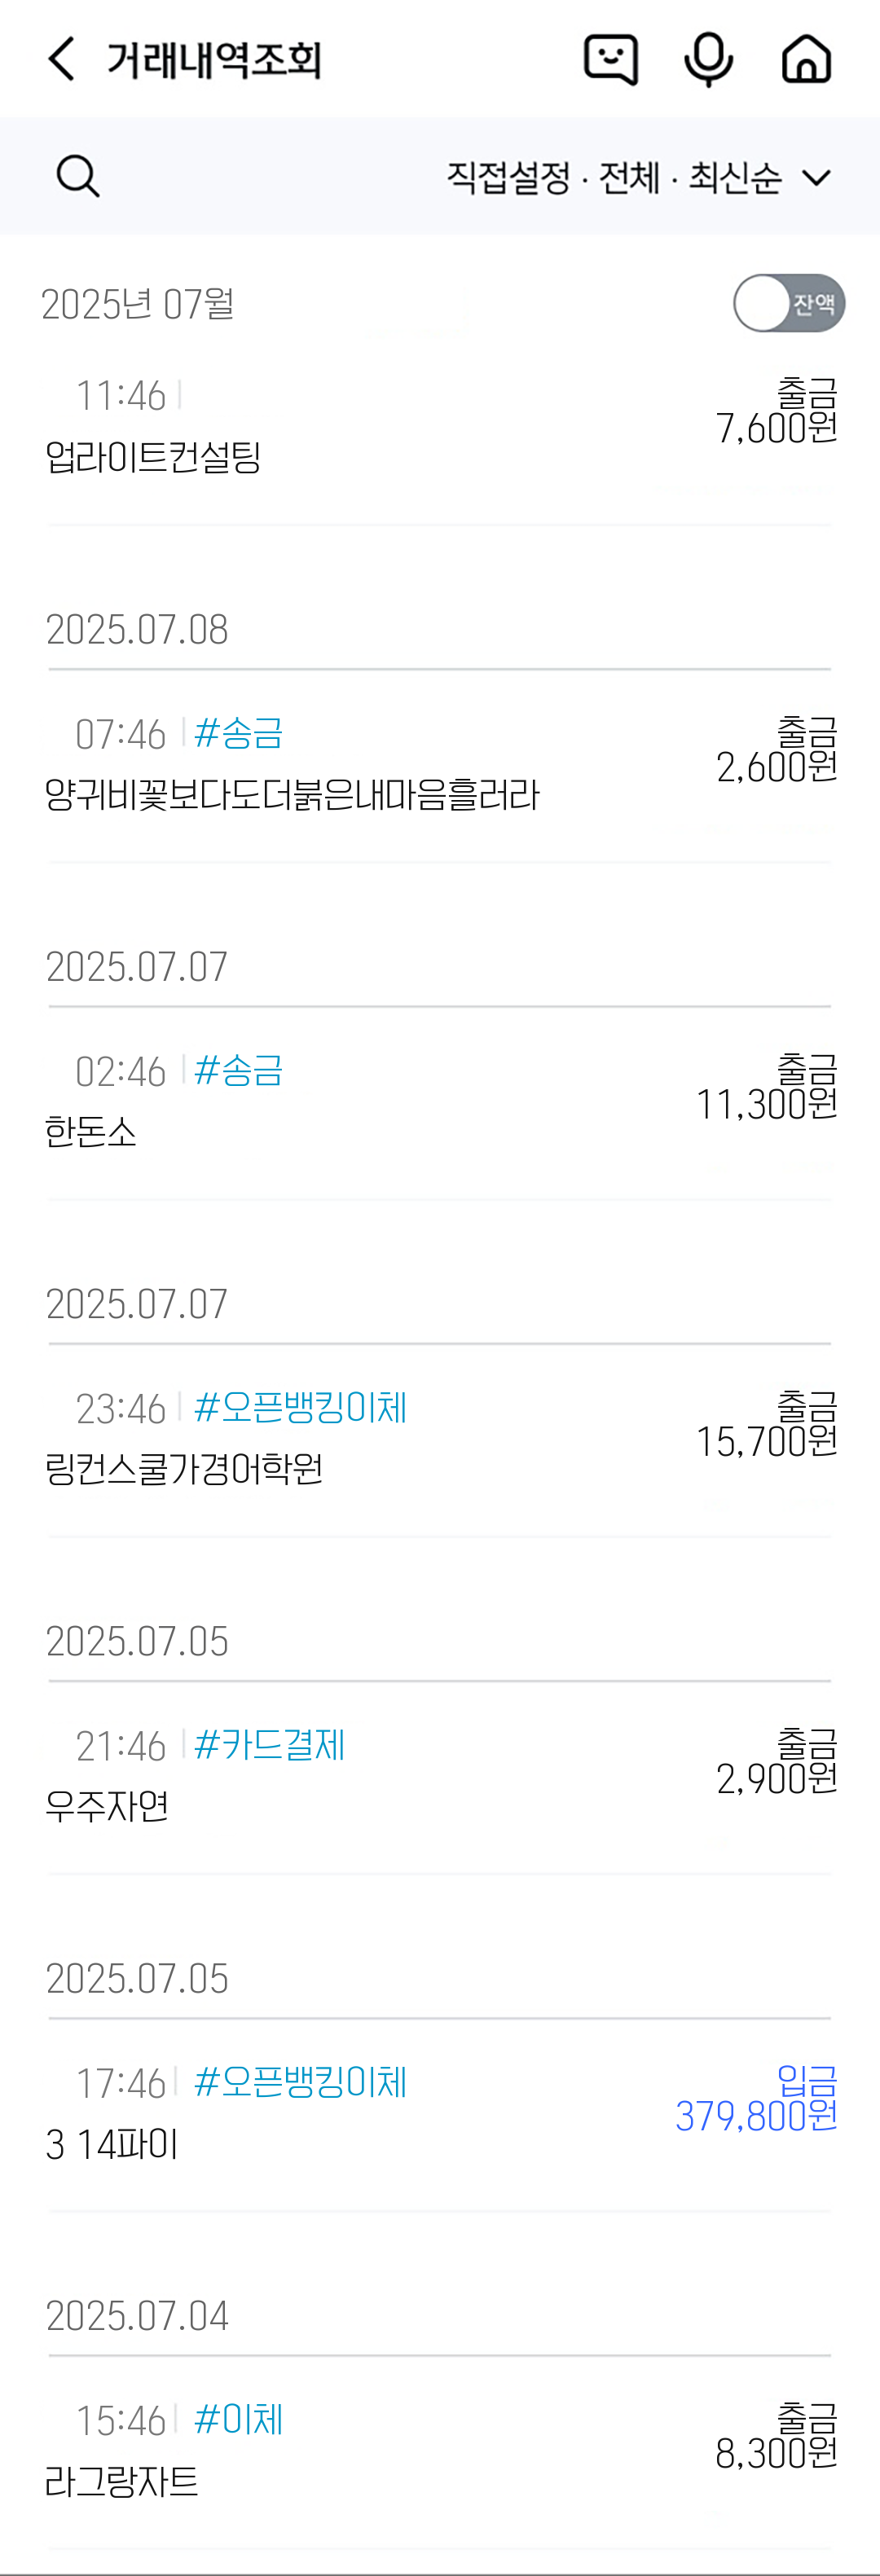 거래내역조회
직접설정 · 전체 · 최신순
2025년 07월 잔액
11:46 출금
7,600원
업라이트컨설팅
2025.07.08
07:46 #송금 출금
2,600원
양귀비꽃보다도더붉은내마음흘러라
2025.07.07
02:46 #송금 출금
11,300원
한돈소
2025.07.07
23:46 #오픈뱅킹이체 출금
15,700원
링컨스쿨가경어학원
2025.07.05
21:46 #카드결제 출금
2,900원
우주자연
2025.07.05
17:46 #오픈뱅킹이체 입금
379,800원
3 14파이
2025.07.04
15:46 #이체 출금
8,300원
라그랑자트